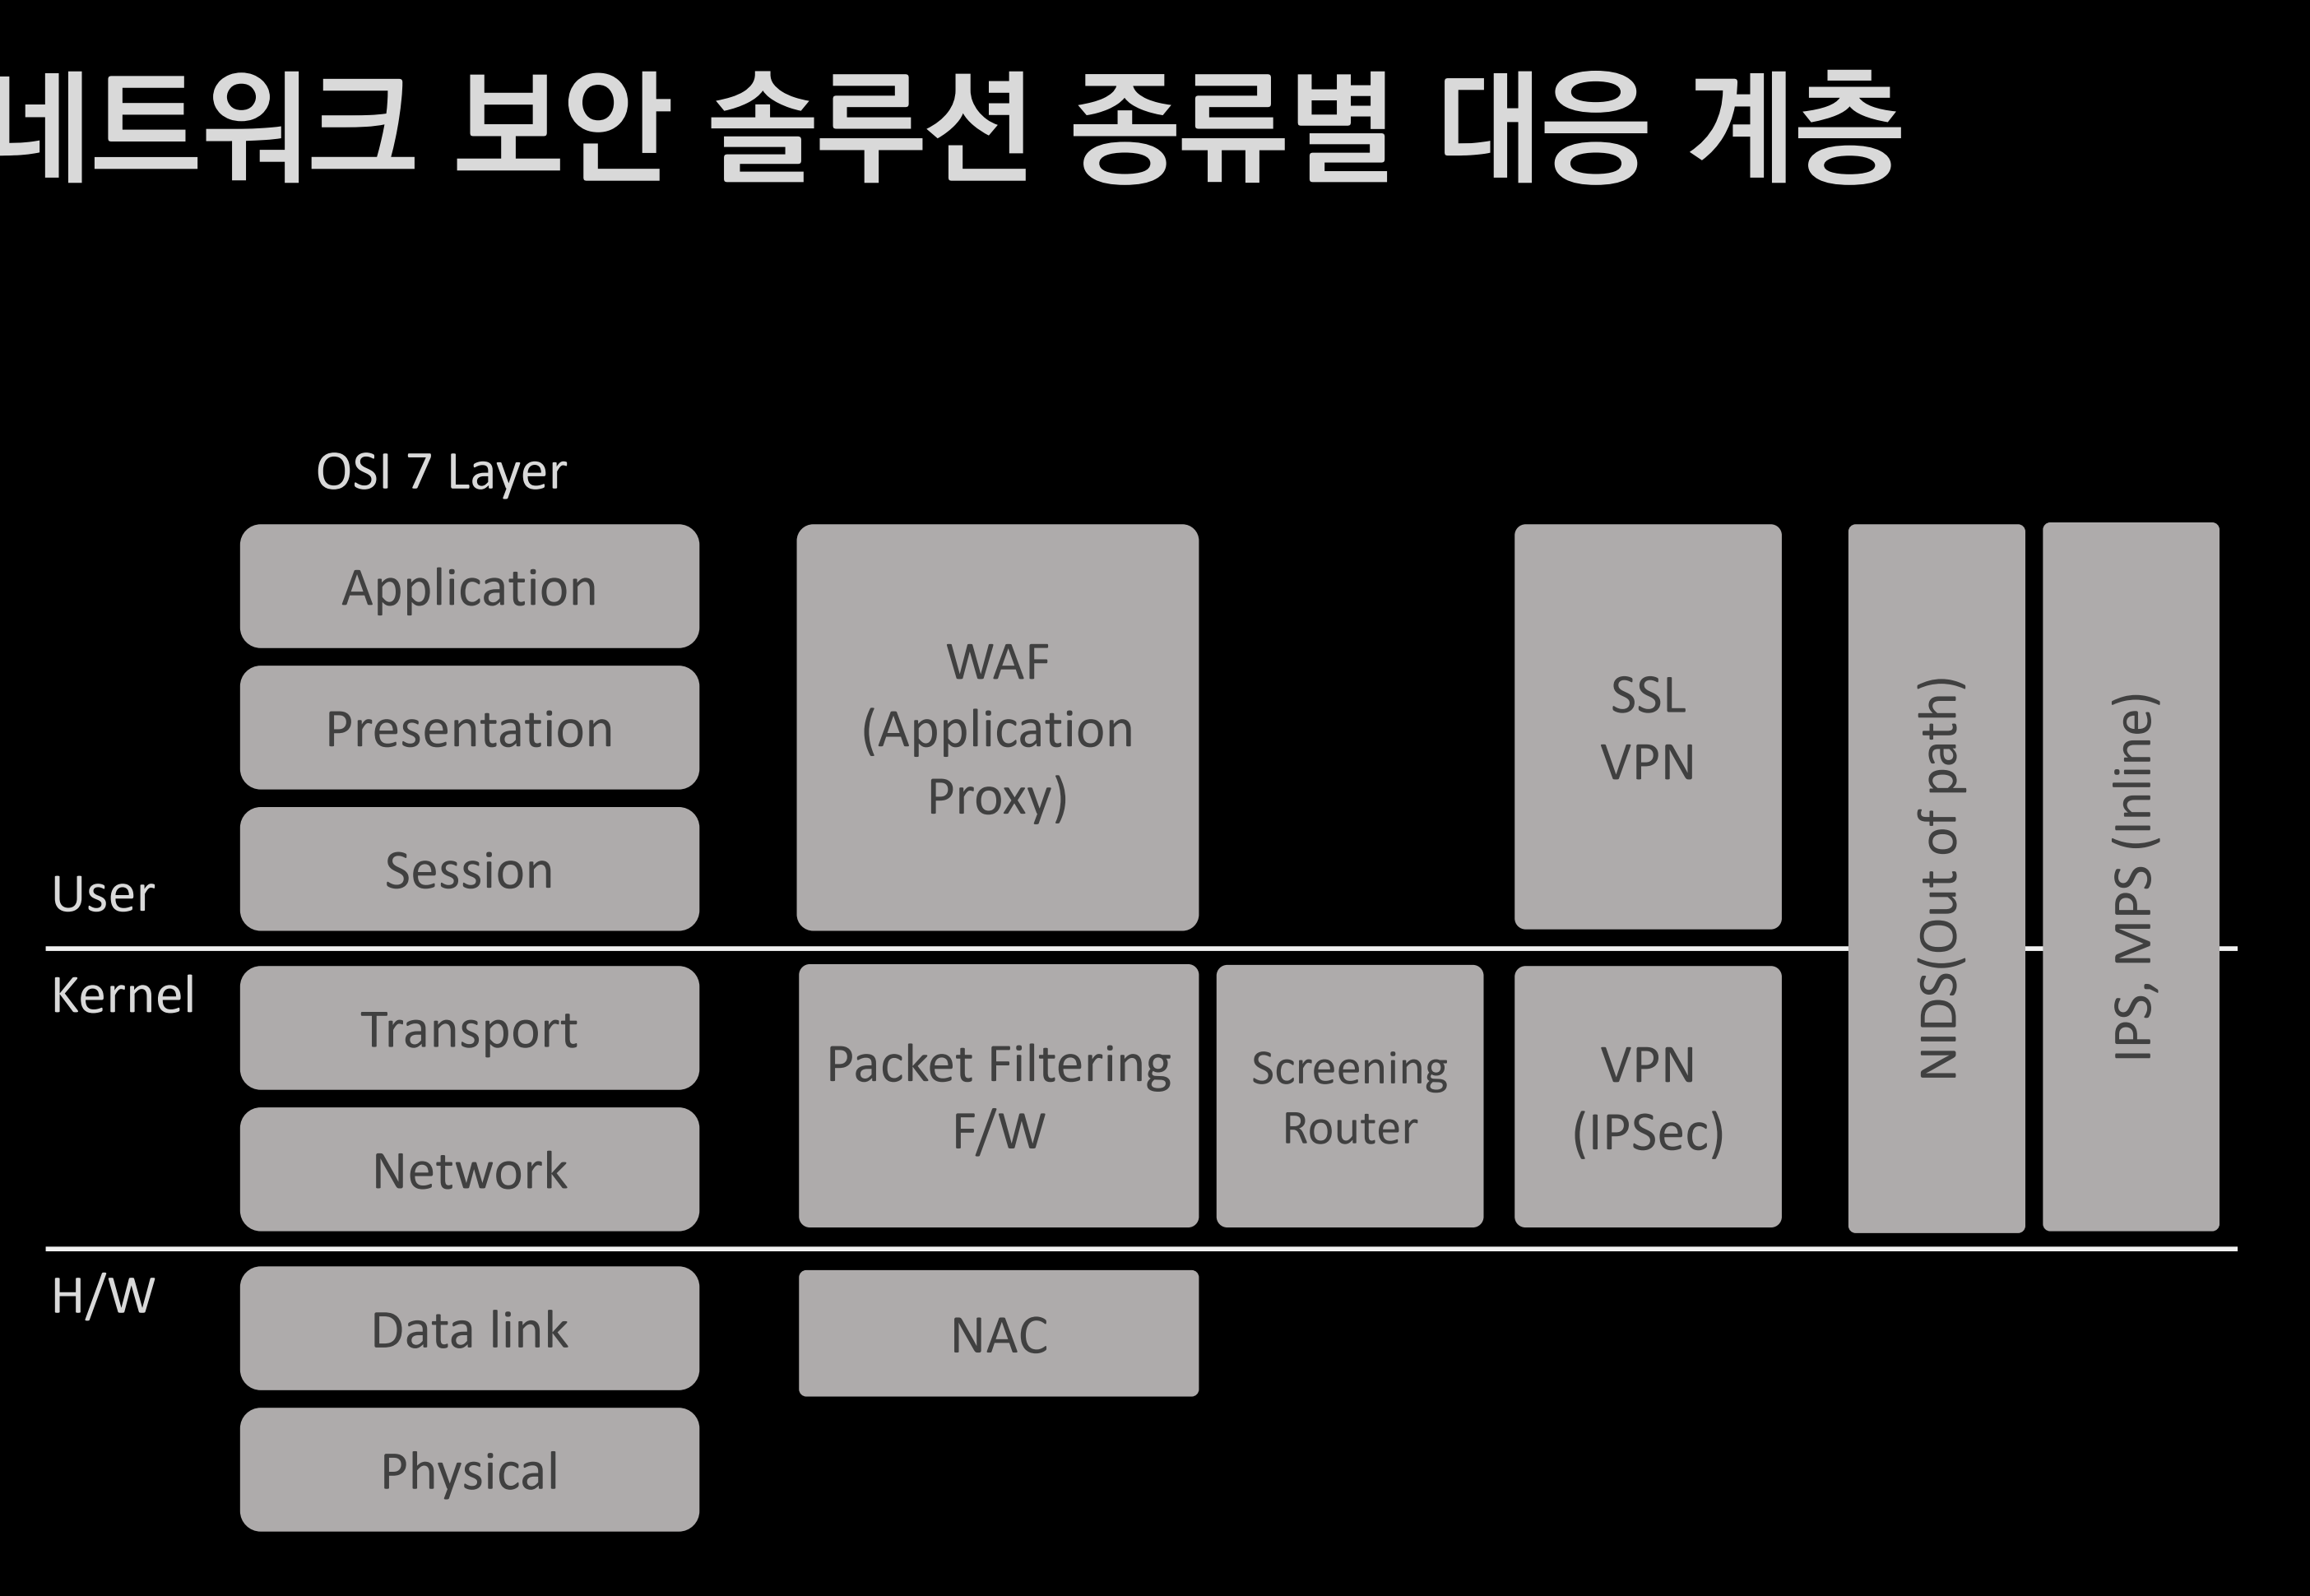 네트워크 보안 솔루션 종류별 대응 계층
OSI 7 Layer
Application
Presentation
Session
User
Kernel
Transport
Network
H/W
Data link
Physical
WAF
(Application
Proxy)
Packet Filtering
F/W
NAC
Screening
Router
SSL
VPN
VPN
(IPSec)
NIDS(Out of path)
IPS, MPS (Inline)